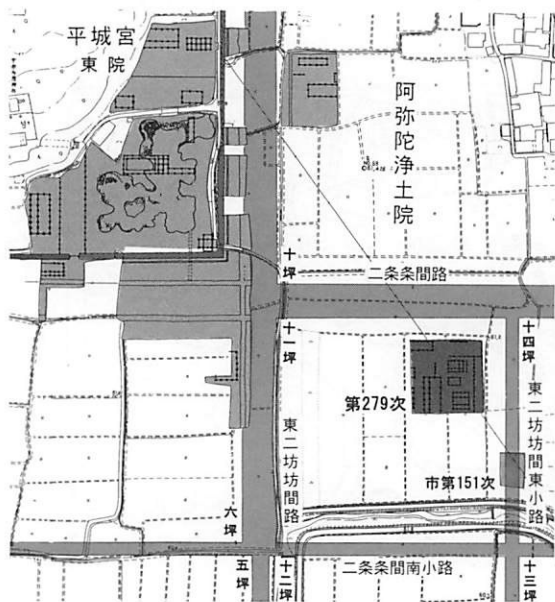 平城宮
東院
阿弥陀浄土院
十坪
二条条間路
十一坪
十四坪
第279次
東二坊坊間路
東二坊坊間東小路
市第151次
六坪
五坪
十二坪
二条条間南小路
十三坪